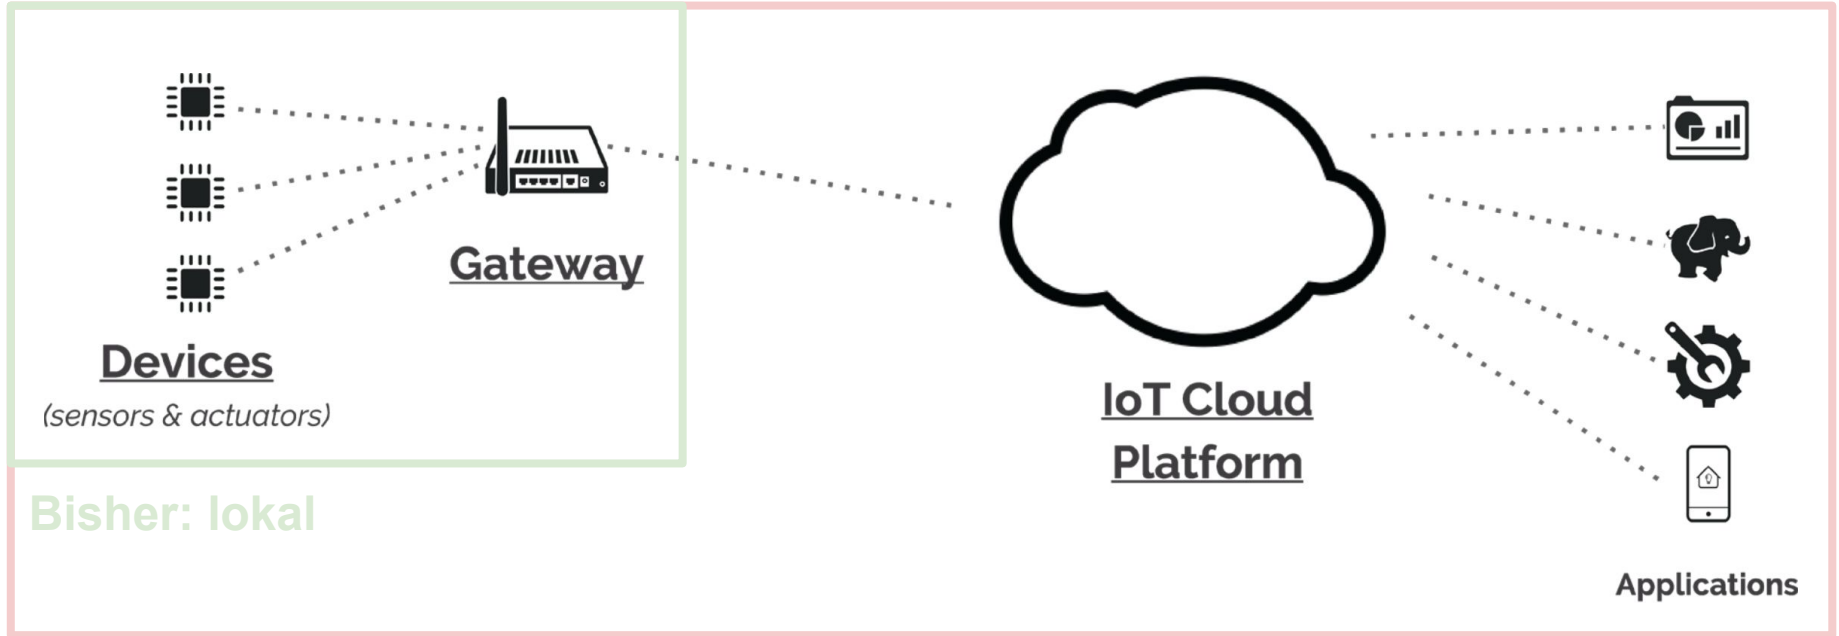 Gateway
Devices
(sensors & actuators)
Bisher: lokal
IoT Cloud
Platform
Applications